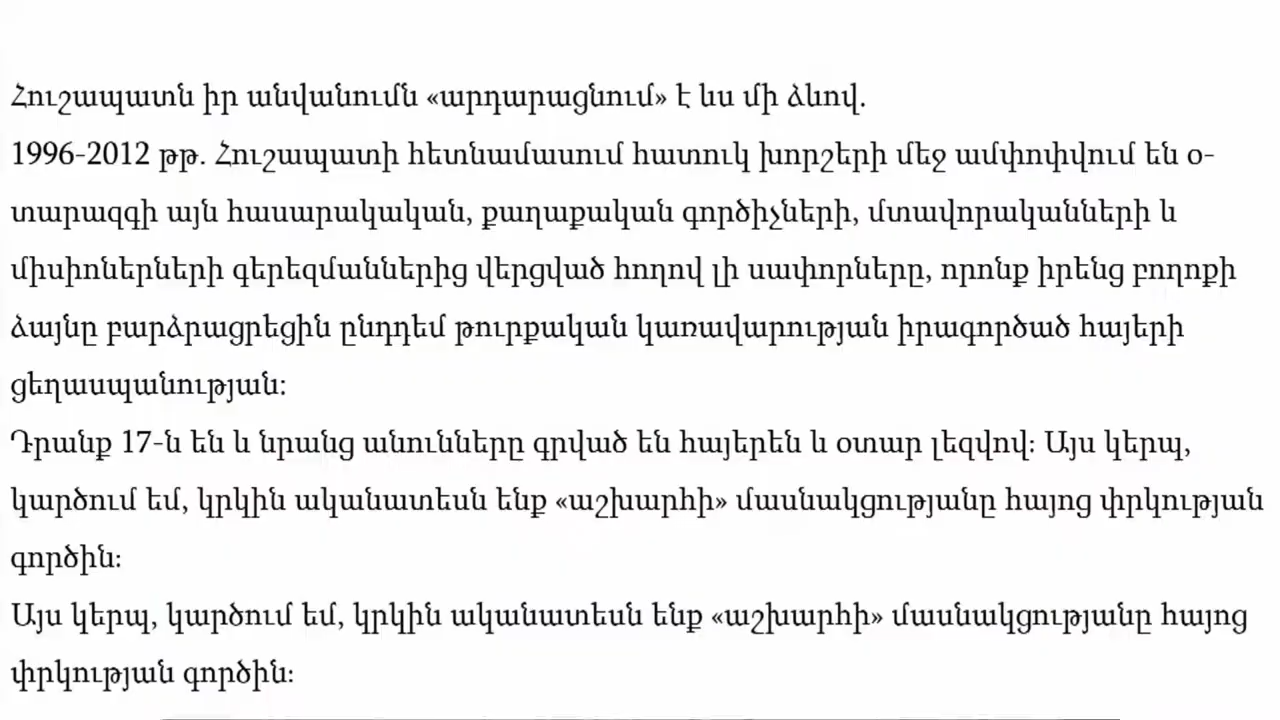 Հուշապատն իր անվանումն «արդարացնում» է ևս մի ձևով.
1996-2012 թթ. Հուշապատի հետնամասում հատուկ խորշերի մեջ ամփոփվում են օ-
տարազգի այն հասարակական, քաղաքական գործիչների, մտավորականների և
միսիոներների գերեզմաններից վերցված հողով լի սափորները, որոնք իրենց բողոքի
ձայնը բարձրացրեցին ընդդեմ թուրքական կառավարության իրագործած հայերի
ցեղասպանության։
Դրանք 17-ն են և նրանց անունները գրված են հայերեն և օտար լեզվով։ Այս կերպ,
կարծում եմ, կրկին ականատեսն ենք «աշխարհի» մասնակցությանը հայոց փրկության
գործին։
Այս կերպ, կարծում եմ, կրկին ականատեսն ենք «աշխարհի» մասնակցությանը հայոց
փրկության գործին։